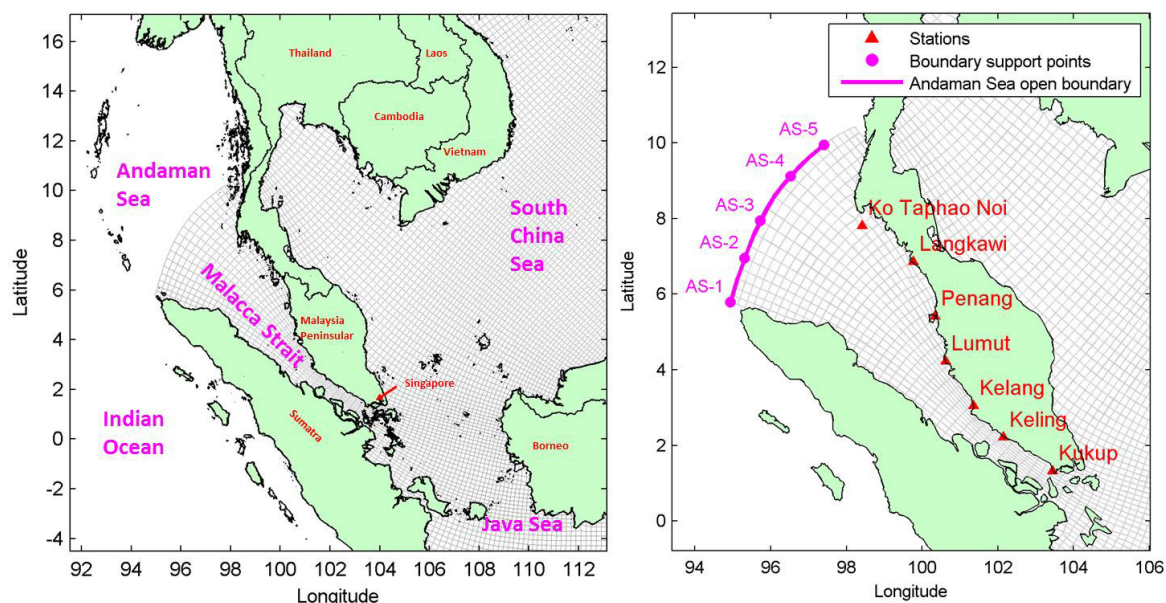 16
14
12
10
8
6
4
2
0
-2
-4
92 94 96 98 100 102 104 106 108 110 112
Latitude
Longitude
Thailand
Laos
Cambodia
Vietnam
Andaman
Sea
South
China
Sea
Malacca Strait
Malaysia
Peninsular
Singapore
Sumatra
Borneo
Indian
Ocean
Java Sea
12
10
8
6
4
2
0
94 96 98 100 102 104 106
Latitude
Longitude
Stations
Boundary support points
Andaman Sea open boundary
AS-5
AS-4
AS-3
AS-2
AS-1
Ko Taphao Noi
Langkawi
Penang
Lumut
Kelang
Keling
Kukup